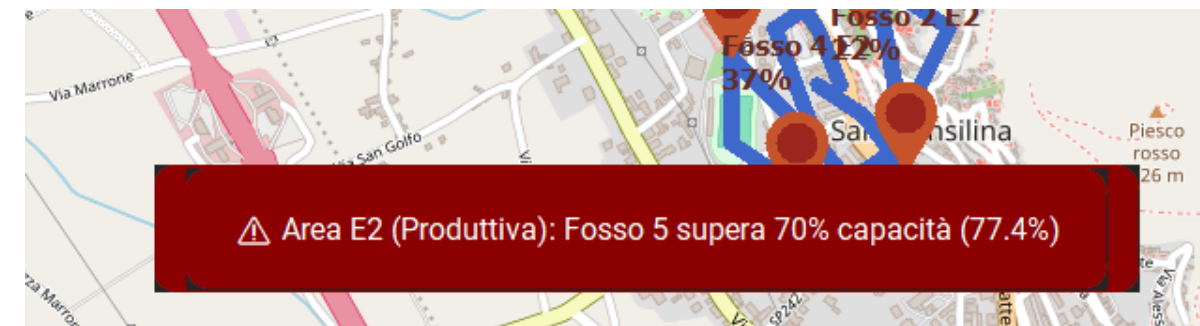 Fosso 2 E2
22%
Fosso 4 E2
37%
Via Marrone
Via San Golfo
Piesco
rosso
26 m
⚠ Area E2 (Produttiva): Fosso 5 supera 70% capacità (77.4%)
SP242